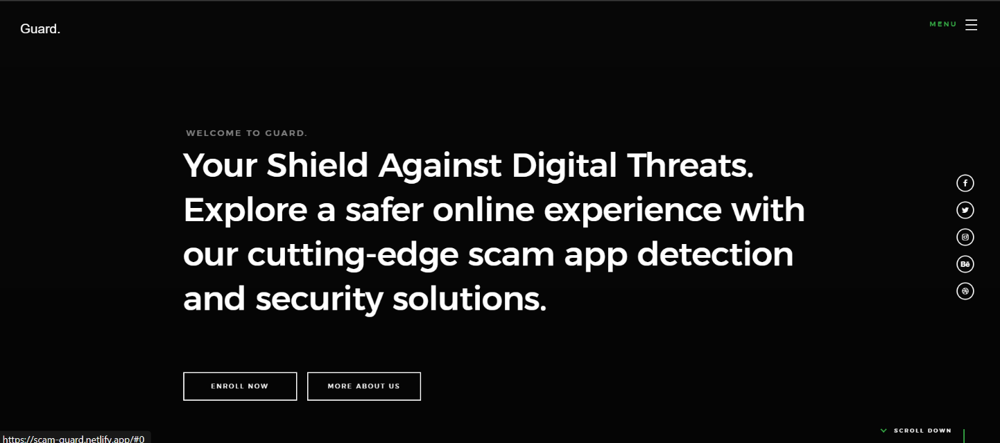 Guard.
MENU
WELCOME TO GUARD.
Your Shield Against Digital Threats.
Explore a safer online experience with
our cutting-edge scam app detection
and security solutions.
f
Bē
ENROLL NOW
MORE ABOUT US
SCROLL DOWN
https://scam-guard.netlify.app/#0